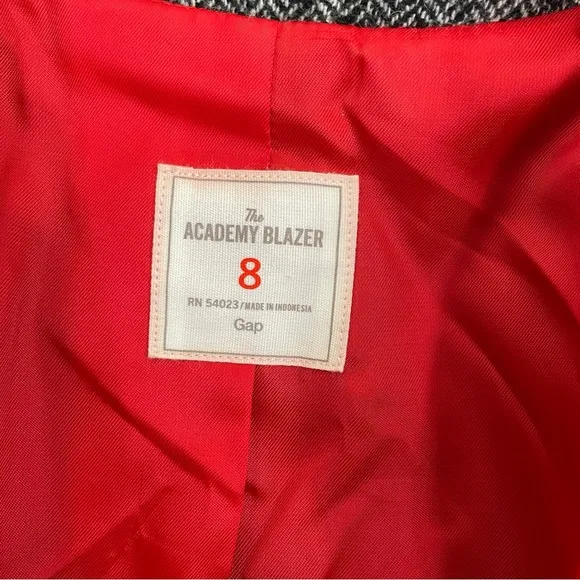 The
ACADEMY BLAZER
8
RN 54023/MADE IN INDONESIA
Gap